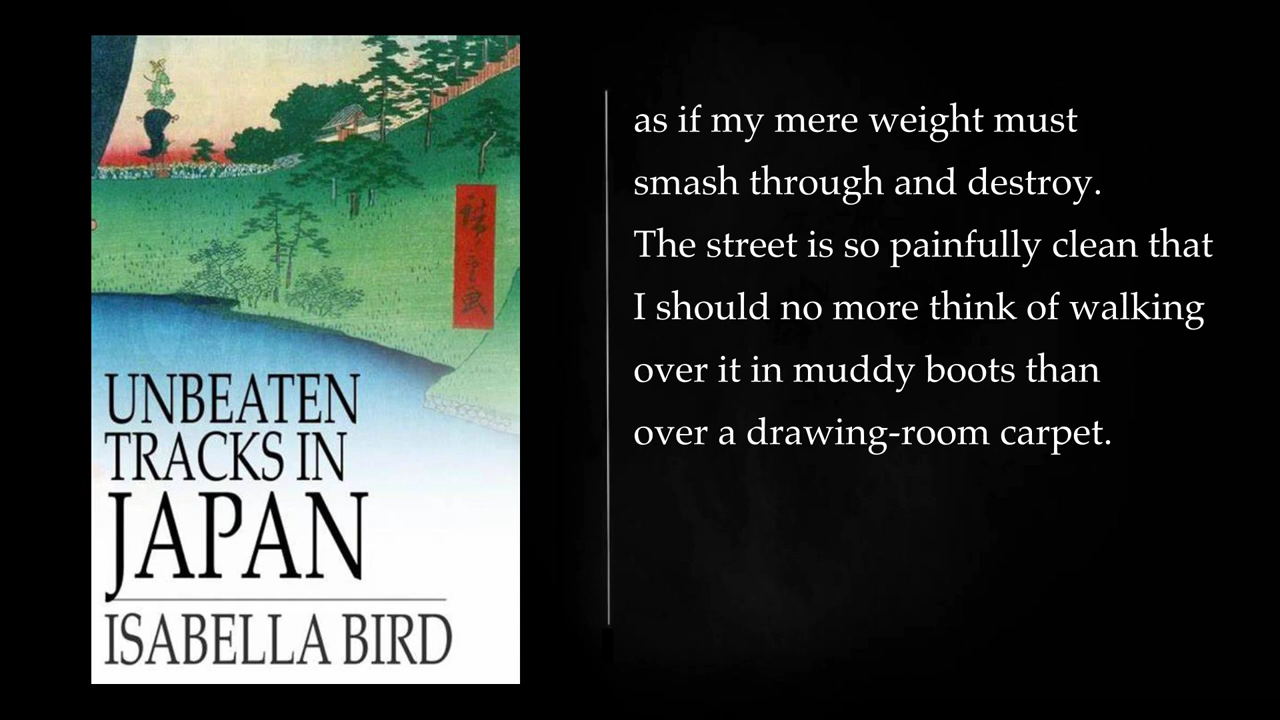 UNBEATEN
TRACKS IN
JAPAN
ISABELLA BIRD
as if my mere weight must
smash through and destroy.
The street is so painfully clean that
I should no more think of walking
over it in muddy boots than
over a drawing-room carpet.